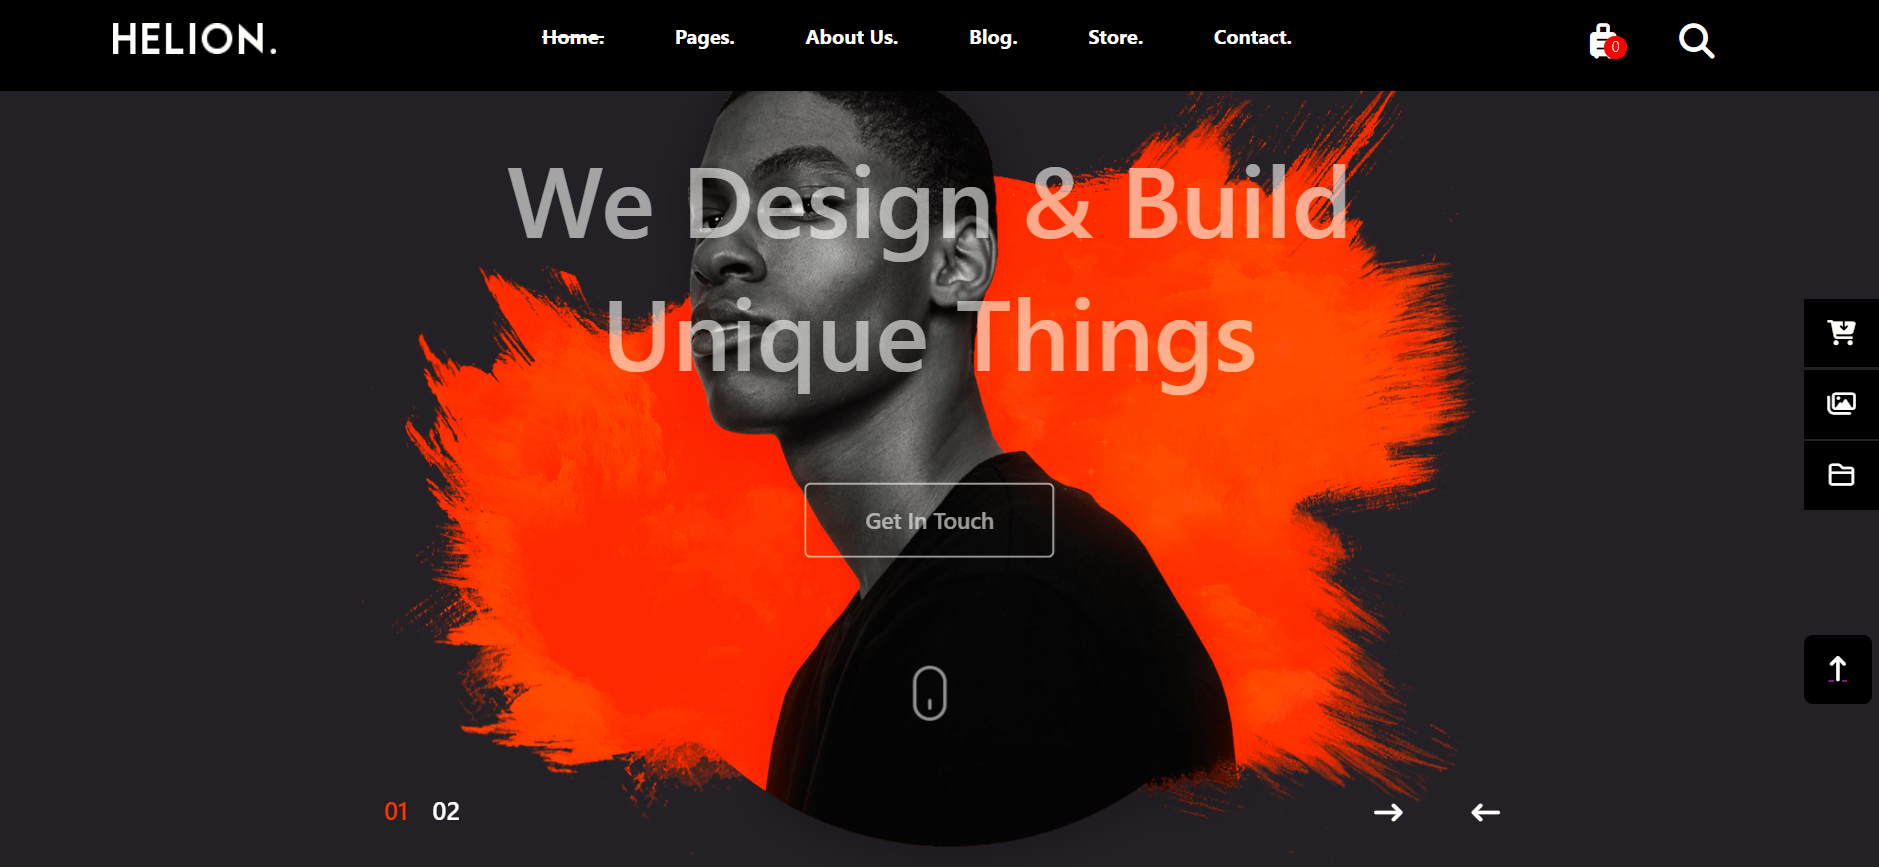 HELION.
Home. Pages. About Us. Blog. Store. Contact.
0
We Design & Build
Unique Things
Get In Touch
01 02